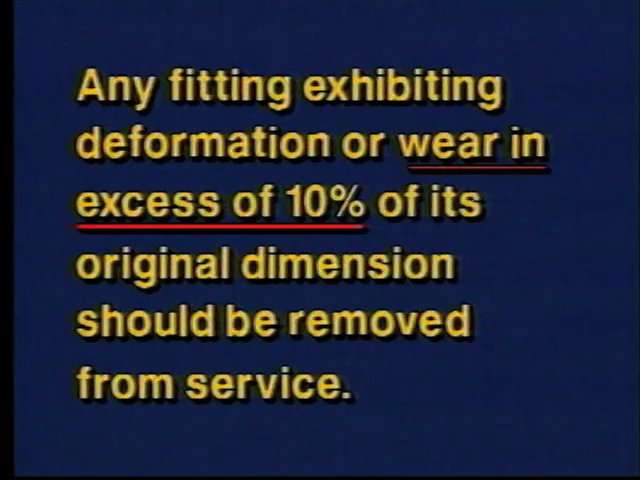 Any fitting exhibiting
deformation or wear in
excess of 10% of its
original dimension
should be removed
from service.